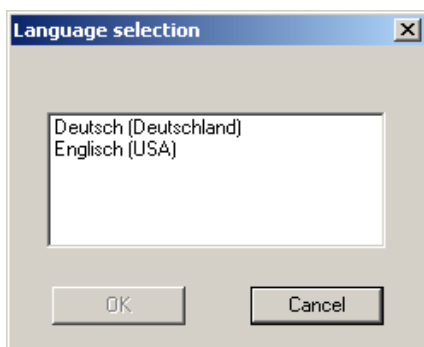 Language selection
Deutsch (Deutschland)
Englisch (USA)
OK
Cancel